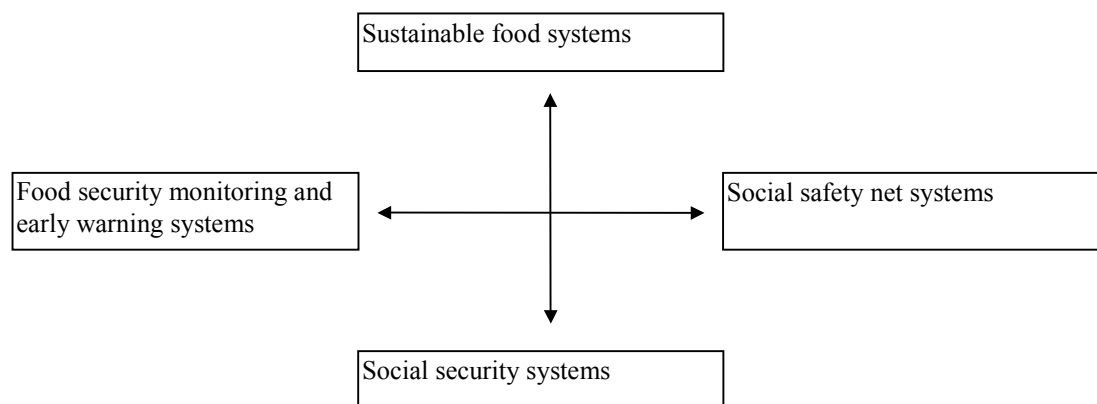 Sustainable food systems
Food security monitoring and
early warning systems
Social safety net systems
Social security systems